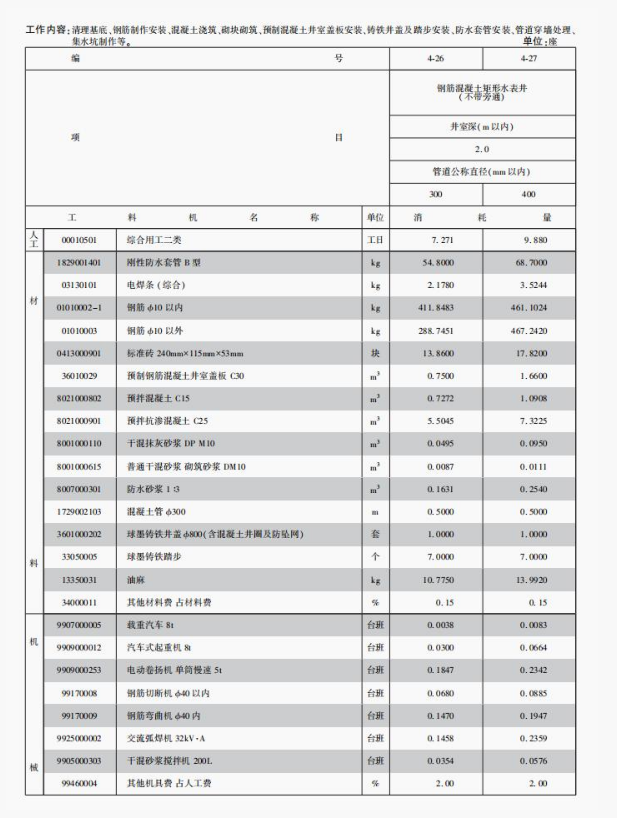 工作内容:清理基底、钢筋制作安装、混凝土浇筑、砌块砌筑、预制混凝土井室盖板安装、铸铁井盖及踏步安装、防水套管安装、管道穿墙处理、
集水坑制作等。 单位:座
编 号 4-26 4-27
项 目 钢筋混凝土矩形水表井
(不带旁通)
井室深(m以内)
2.0
管道公称直径(mm以内)
300 400
工 料 机 名 称 单位 消 耗 量
人工 00010501 综合用工二类 工日 7.271 9.880
材料 1829001401 刚性防水套管 B型 kg 54.8000 68.7000
03130101 电焊条(综合) kg 2.1780 3.5244
01010002-1 钢筋 ф10以内 kg 411.8483 461.1024
01010003 钢筋 ф10以外 kg 288.7451 467.2420
0413000901 标准砖 240mm×115mm×53mm 块 13.8600 17.8200
36010029 预制钢筋混凝土井室盖板 C30 m³ 0.7500 1.6600
8021000802 预拌混凝土 C15 m³ 0.7272 1.0908
8021000901 预拌抗渗混凝土 C25 m³ 5.5045 7.3225
8001000110 干混抹灰砂浆 DP M10 m³ 0.0495 0.0950
8001000615 普通干混砂浆 砌筑砂浆 DM10 m³ 0.0087 0.0111
8007000301 防水砂浆 1:3 m³ 0.1631 0.2540
1729002103 混凝土管 ф300 m 0.5000 0.5000
3601000202 球墨铸铁井盖 ф800(含混凝土井圈及防坠网) 套 1.0000 1.0000
33050005 球墨铸铁踏步 个 7.0000 7.0000
13350031 油麻 kg 10.7750 13.9920
34000011 其他材料费 占材料费 % 0.15 0.15
机械 9907000005 载重汽车 8t 台班 0.0038 0.0083
9909000012 汽车式起重机 8t 台班 0.0300 0.0664
9909000253 电动卷扬机 单筒慢速 5t 台班 0.1847 0.2342
99170008 钢筋切断机 ф40以内 台班 0.0680 0.0885
99170009 钢筋弯曲机 ф40内 台班 0.1470 0.1947
9925000002 交流弧焊机 32kV·A 台班 0.1458 0.2359
9905000303 干混砂浆搅拌机 200L 台班 0.0354 0.0576
99460004 其他机具费 占人工费 % 2.00 2.00